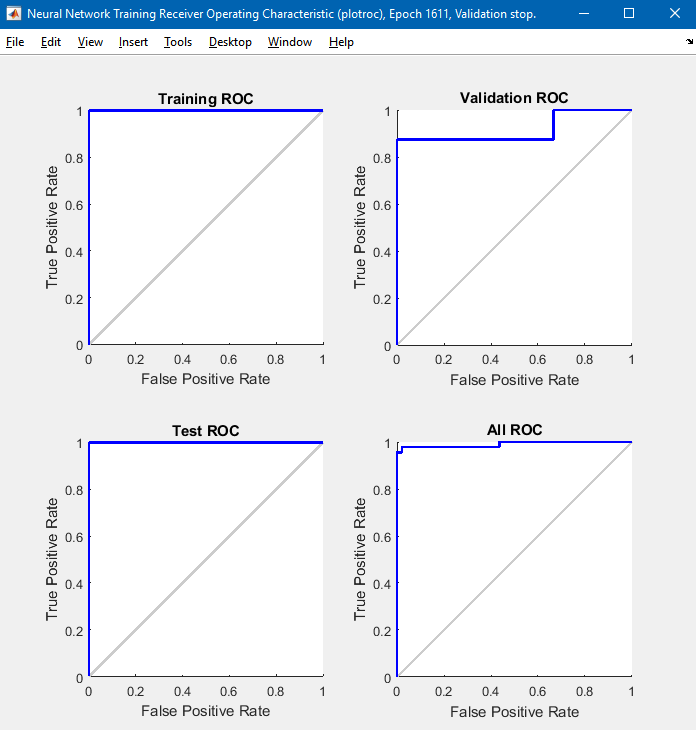 Neural Network Training Receiver Operating Characteristic (plotroc), Epoch 1611, Validation stop.
File Edit View Insert Tools Desktop Window Help
Training ROC
True Positive Rate
1
0.8
0.6
0.4
0.2
0
0 0.2 0.4 0.6 0.8 1
False Positive Rate
Validation ROC
True Positive Rate
1
0.8
0.6
0.4
0.2
0
0 0.2 0.4 0.6 0.8 1
False Positive Rate
Test ROC
True Positive Rate
1
0.8
0.6
0.4
0.2
0
0 0.2 0.4 0.6 0.8 1
False Positive Rate
All ROC
True Positive Rate
1
0.8
0.6
0.4
0.2
0
0 0.2 0.4 0.6 0.8 1
False Positive Rate